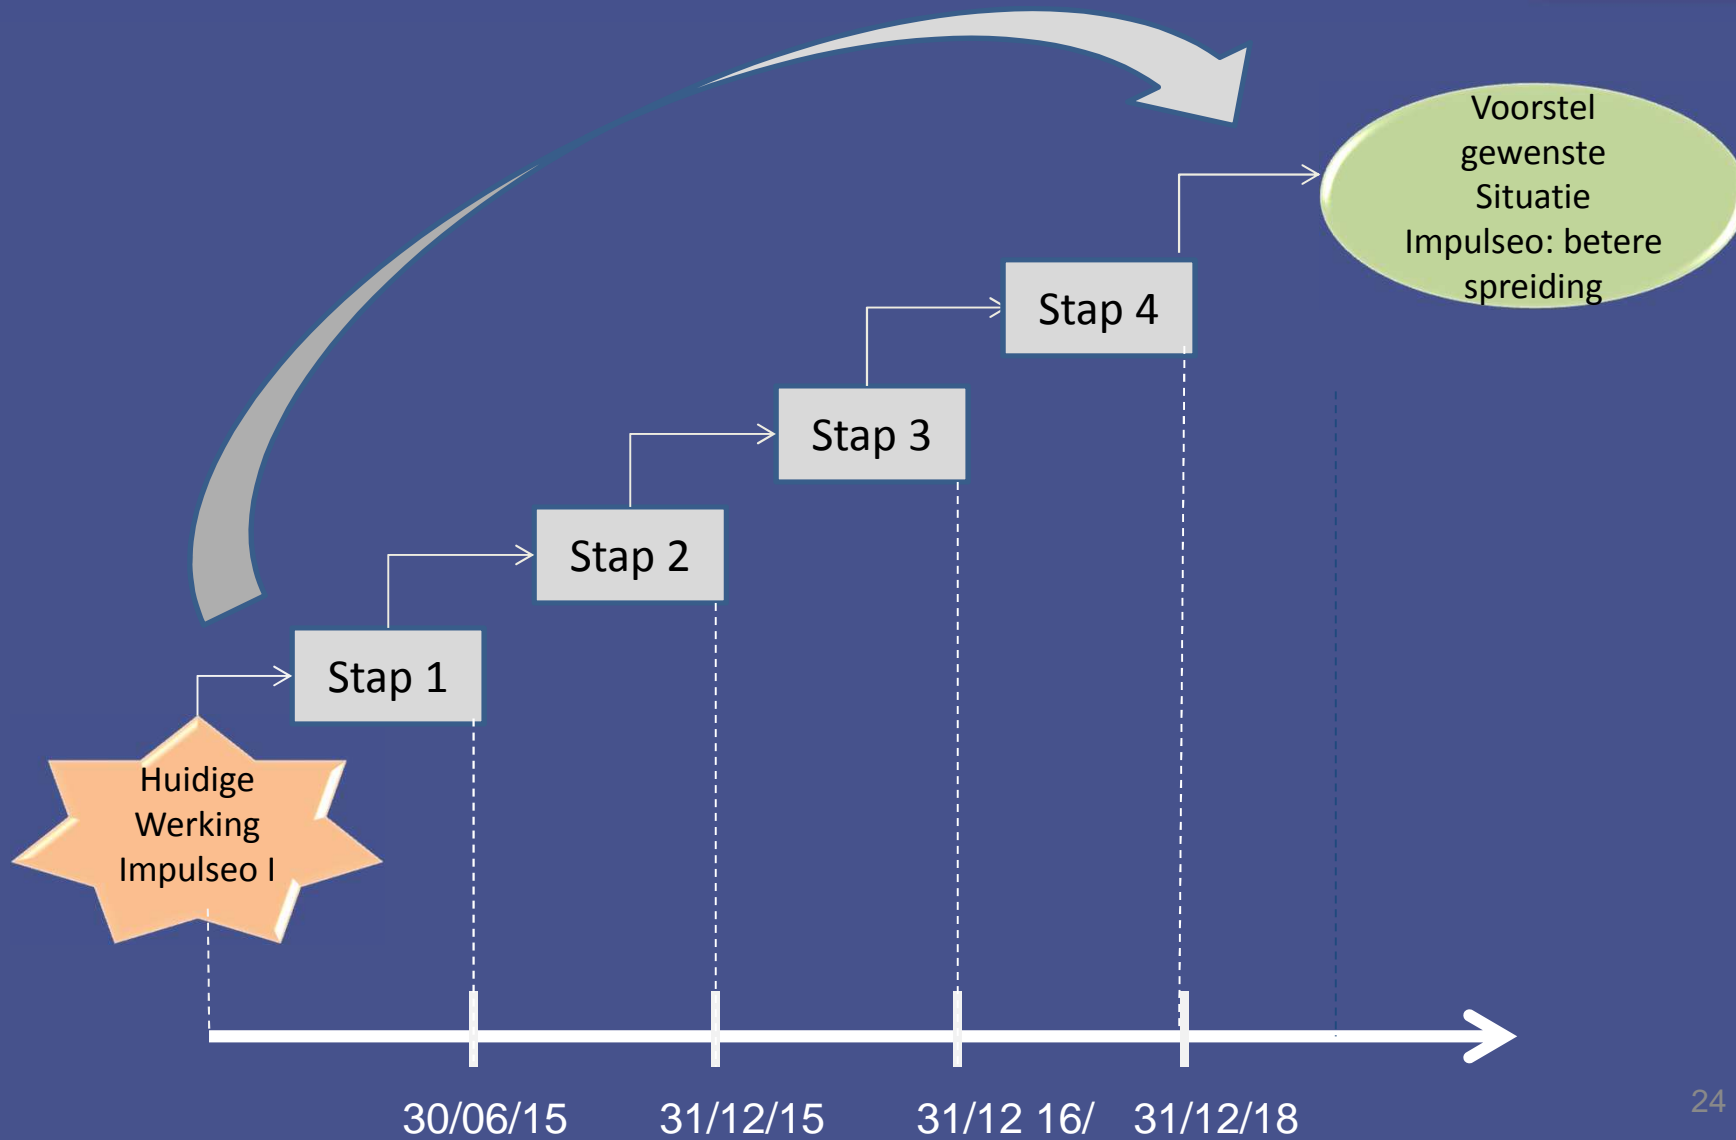 Voorstel
gewenste
Situatie
Impulseo: betere
spreiding
Stap 4
Stap 3
Stap 2
Stap 1
Huidige
Werking
Impulseo I
30/06/15 31/12/15 31/12 16/ 31/12/18
24